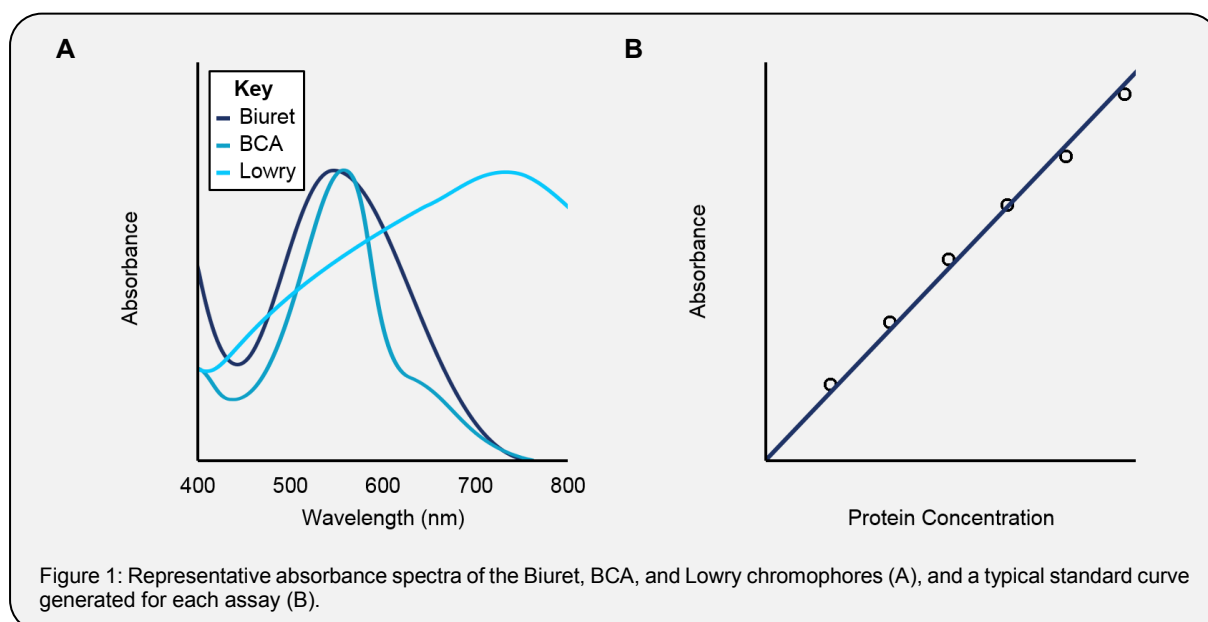 A
Key
Biuret
BCA
Lowry
Absorbance
400 500 600 700 800
Wavelength (nm)
B
Absorbance
Protein Concentration
Figure 1: Representative absorbance spectra of the Biuret, BCA, and Lowry chromophores (A), and a typical standard curve
generated for each assay (B).